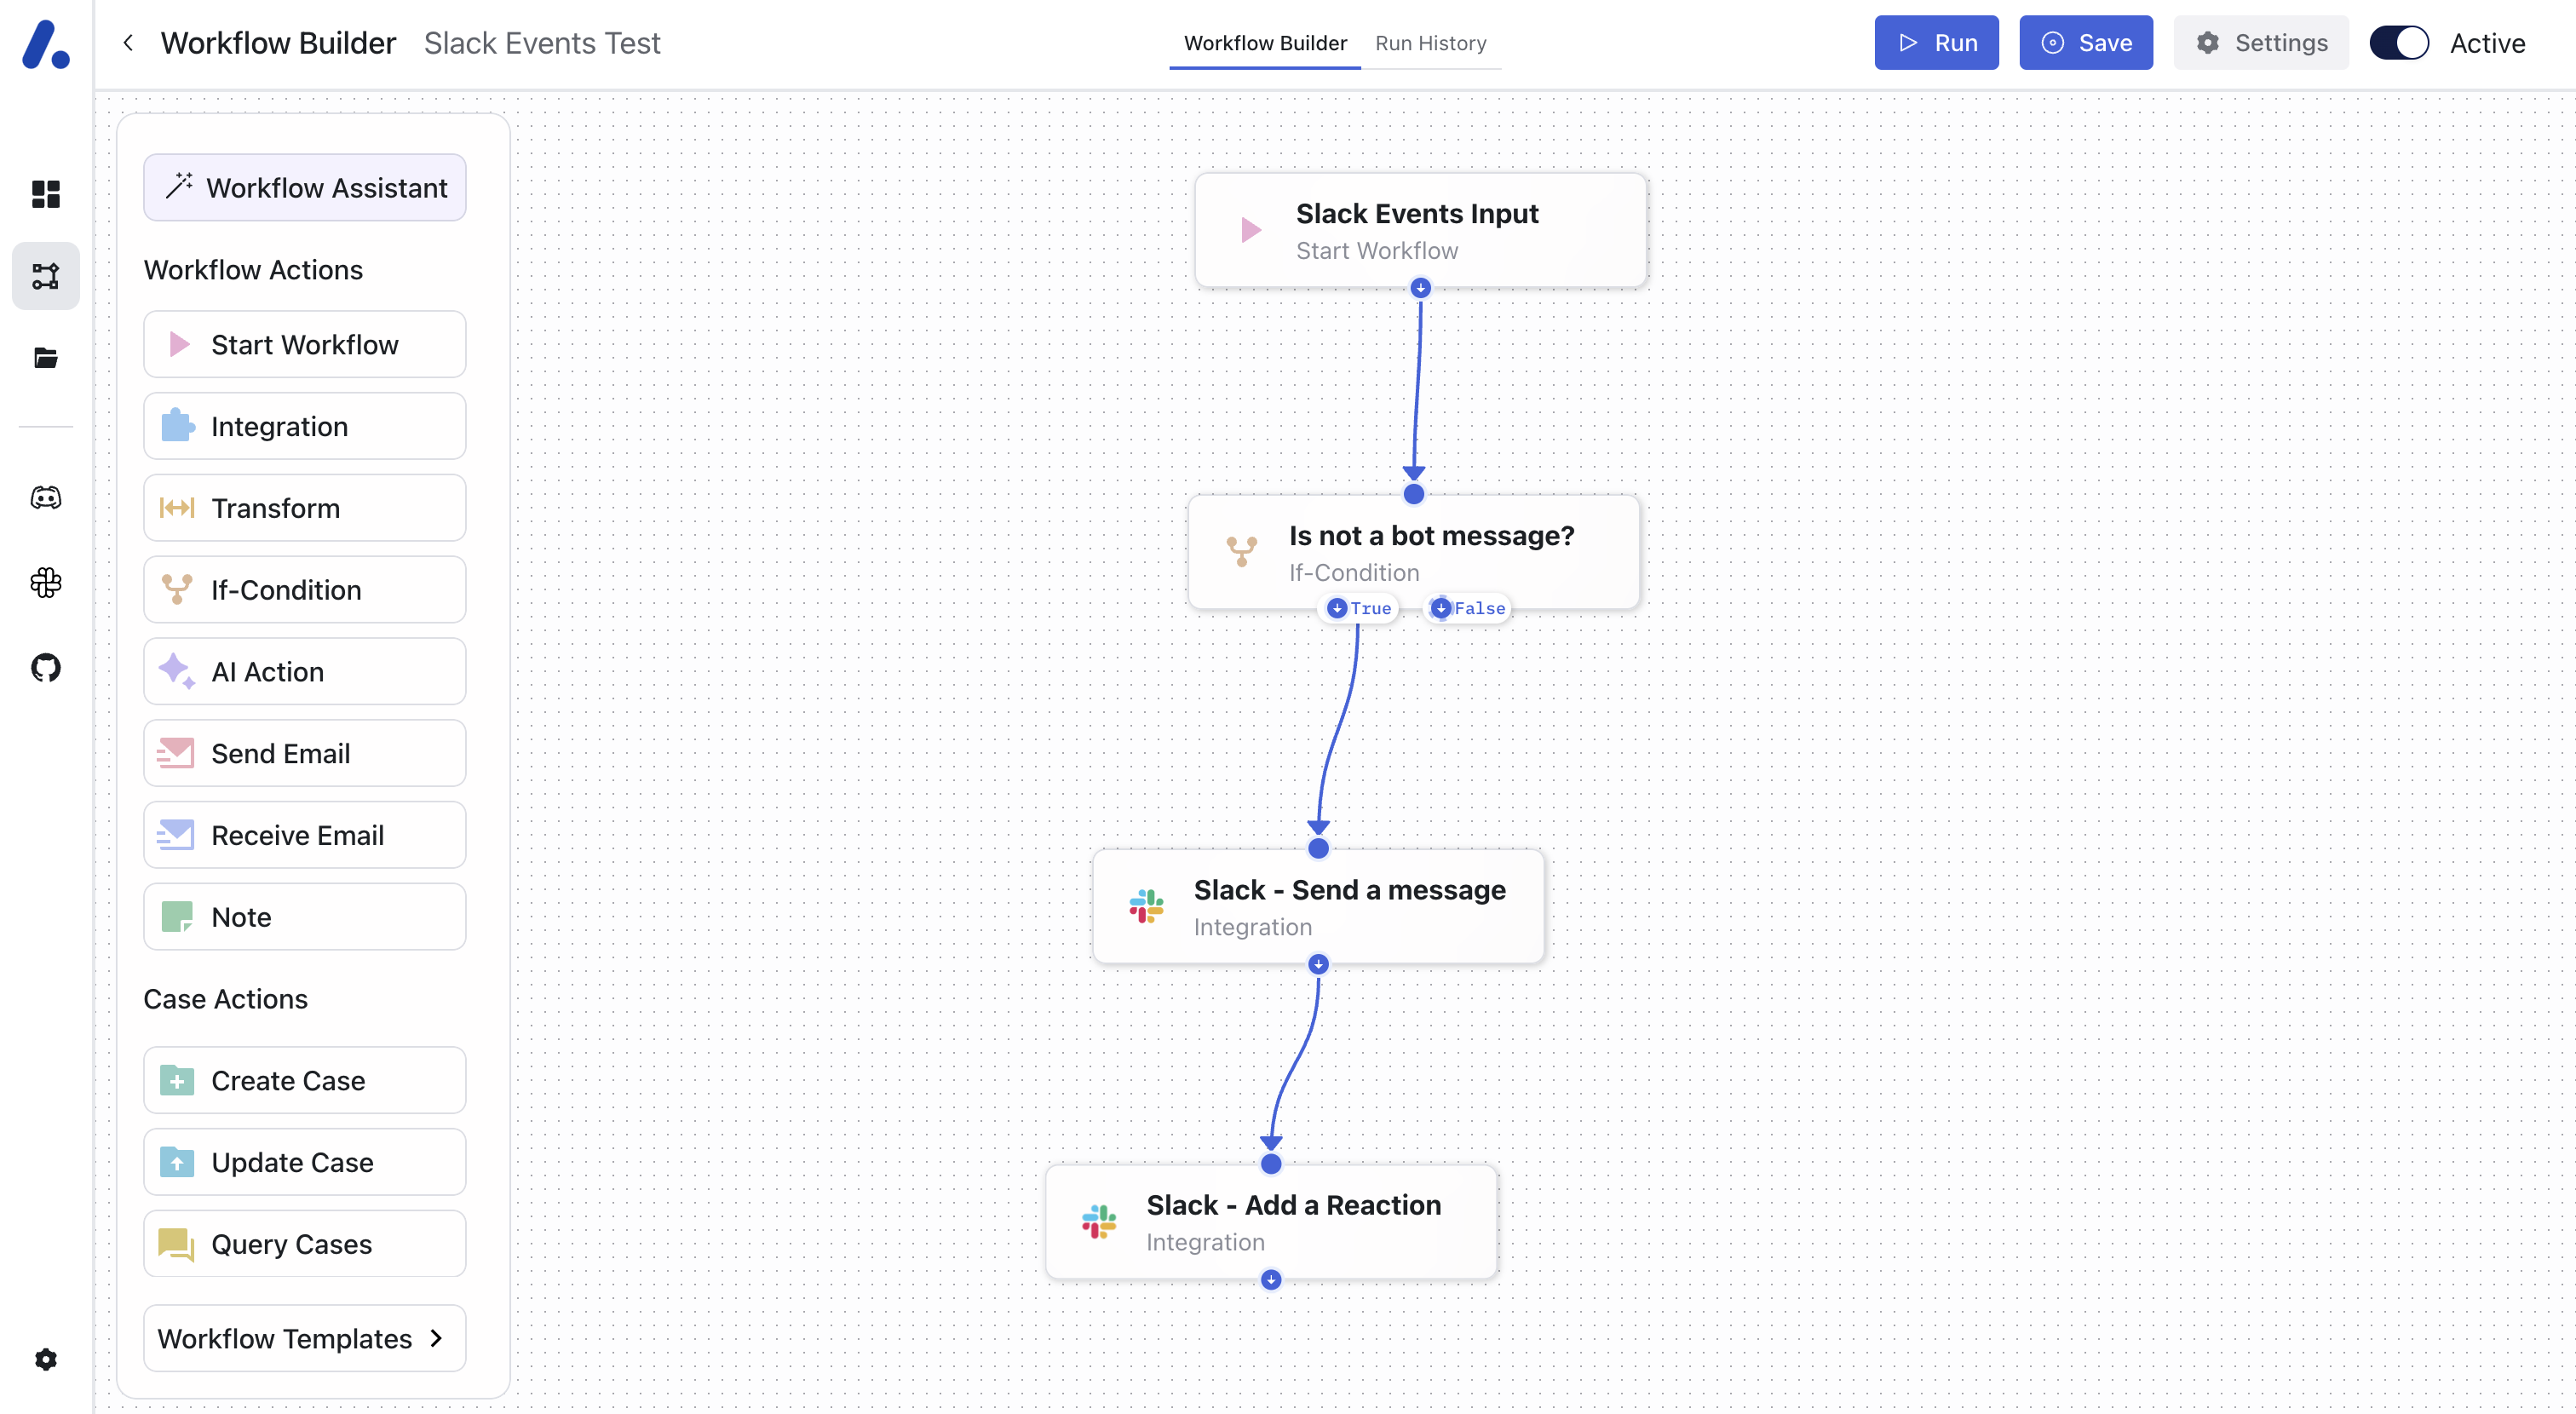 Workflow Builder Slack Events Test
Workflow Builder Run History
Run Save Settings Active
Workflow Assistant
Workflow Actions
Start Workflow
Integration
Transform
If-Condition
AI Action
Send Email
Receive Email
Note
Case Actions
Create Case
Update Case
Query Cases
Workflow Templates
Slack Events Input
Start Workflow
Is not a bot message?
If-Condition
True False
Slack - Send a message
Integration
Slack - Add a Reaction
Integration